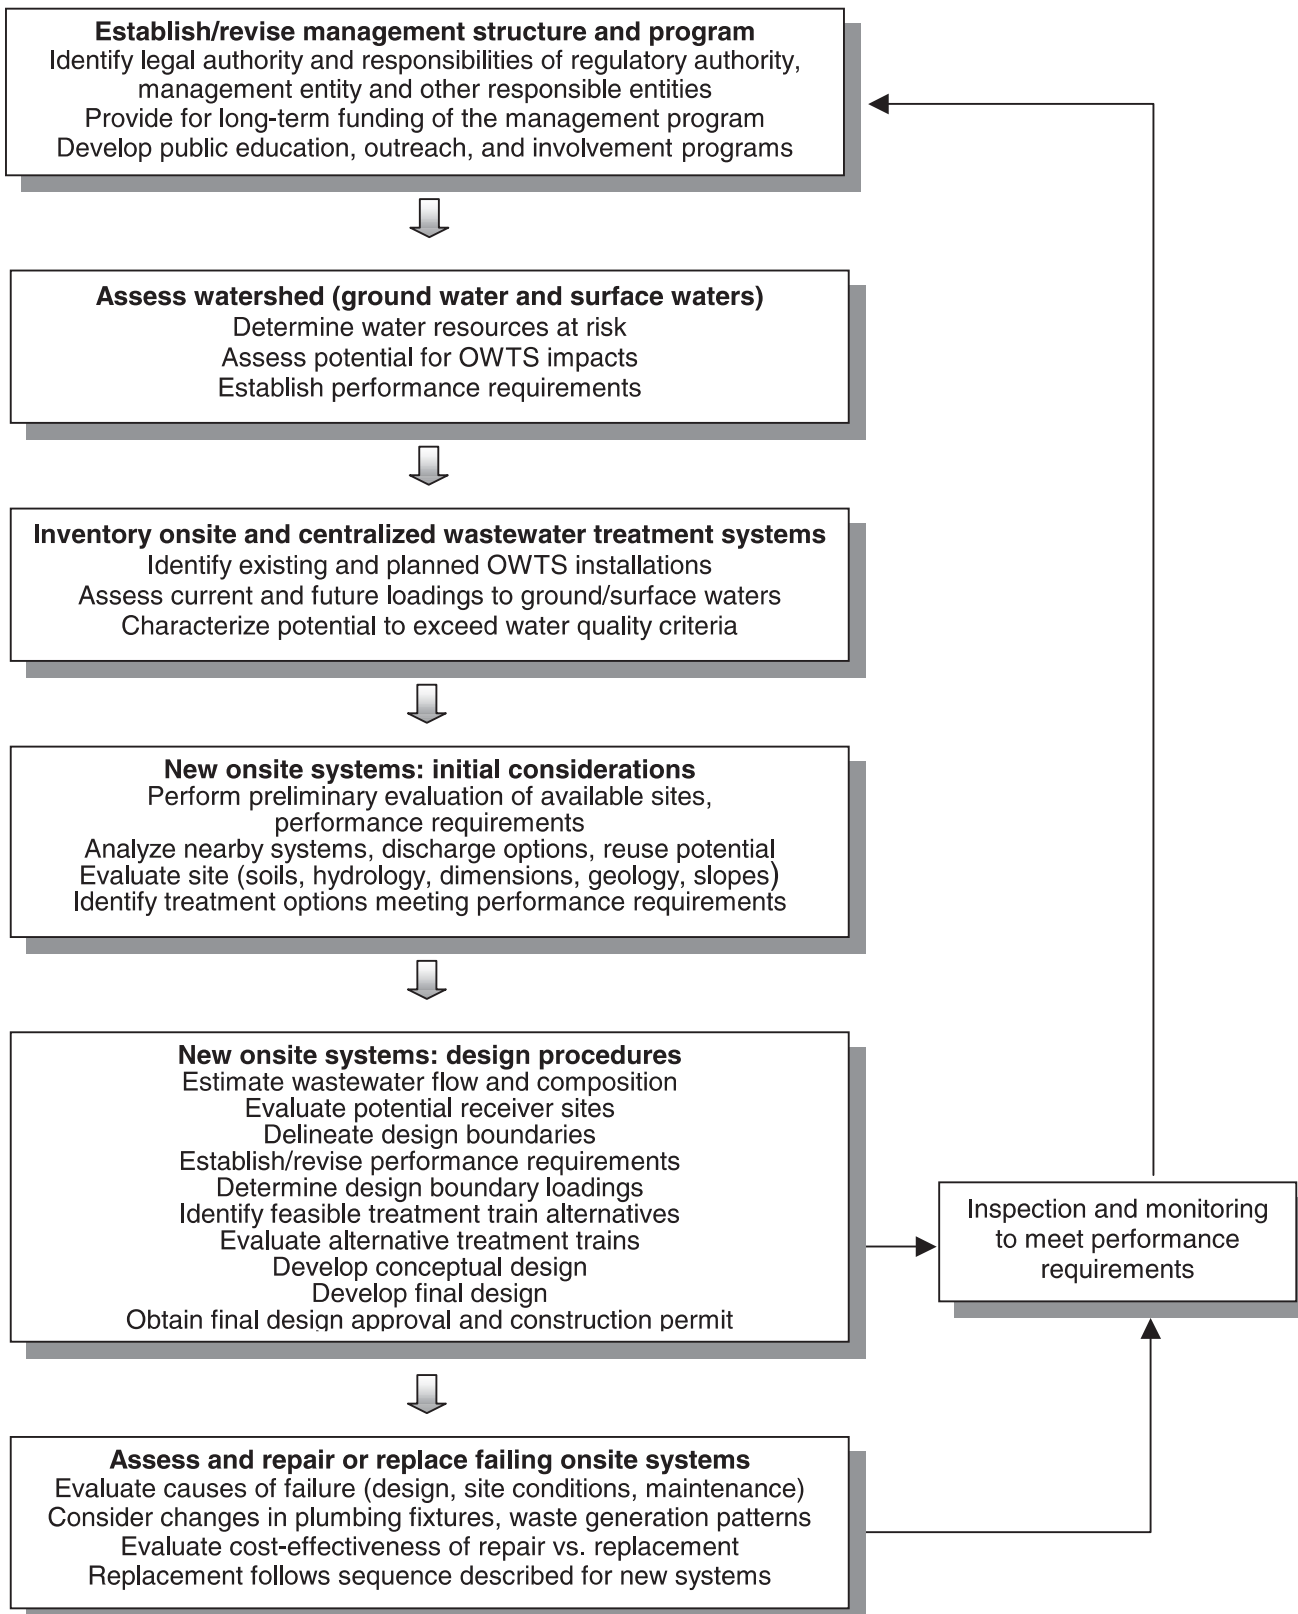 Establish/revise management structure and program
Identify legal authority and responsibilities of regulatory authority,
management entity and other responsible entities
Provide for long-term funding of the management program
Develop public education, outreach, and involvement programs
Assess watershed (ground water and surface waters)
Determine water resources at risk
Assess potential for OWTS impacts
Establish performance requirements
Inventory onsite and centralized wastewater treatment systems
Identify existing and planned OWTS installations
Assess current and future loadings to ground/surface waters
Characterize potential to exceed water quality criteria
New onsite systems: initial considerations
Perform preliminary evaluation of available sites,
performance requirements
Analyze nearby systems, discharge options, reuse potential
Evaluate site (soils, hydrology, dimensions, geology, slopes)
Identify treatment options meeting performance requirements
New onsite systems: design procedures
Estimate wastewater flow and composition
Evaluate potential receiver sites
Delineate design boundaries
Establish/revise performance requirements
Determine design boundary loadings
Identify feasible treatment train alternatives
Evaluate alternative treatment trains
Develop conceptual design
Develop final design
Obtain final design approval and construction permit
Inspection and monitoring
to meet performance
requirements
Assess and repair or replace failing onsite systems
Evaluate causes of failure (design, site conditions, maintenance)
Consider changes in plumbing fixtures, waste generation patterns
Evaluate cost-effectiveness of repair vs. replacement
Replacement follows sequence described for new systems